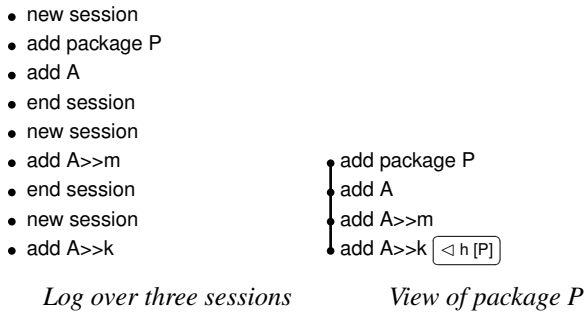 new session
add package P
add A
end session
new session
add A>>m
end session
new session
add A>>k
add package P
add A
add A>>m
add A>>k ◁ h [P]
Log over three sessions
View of package P